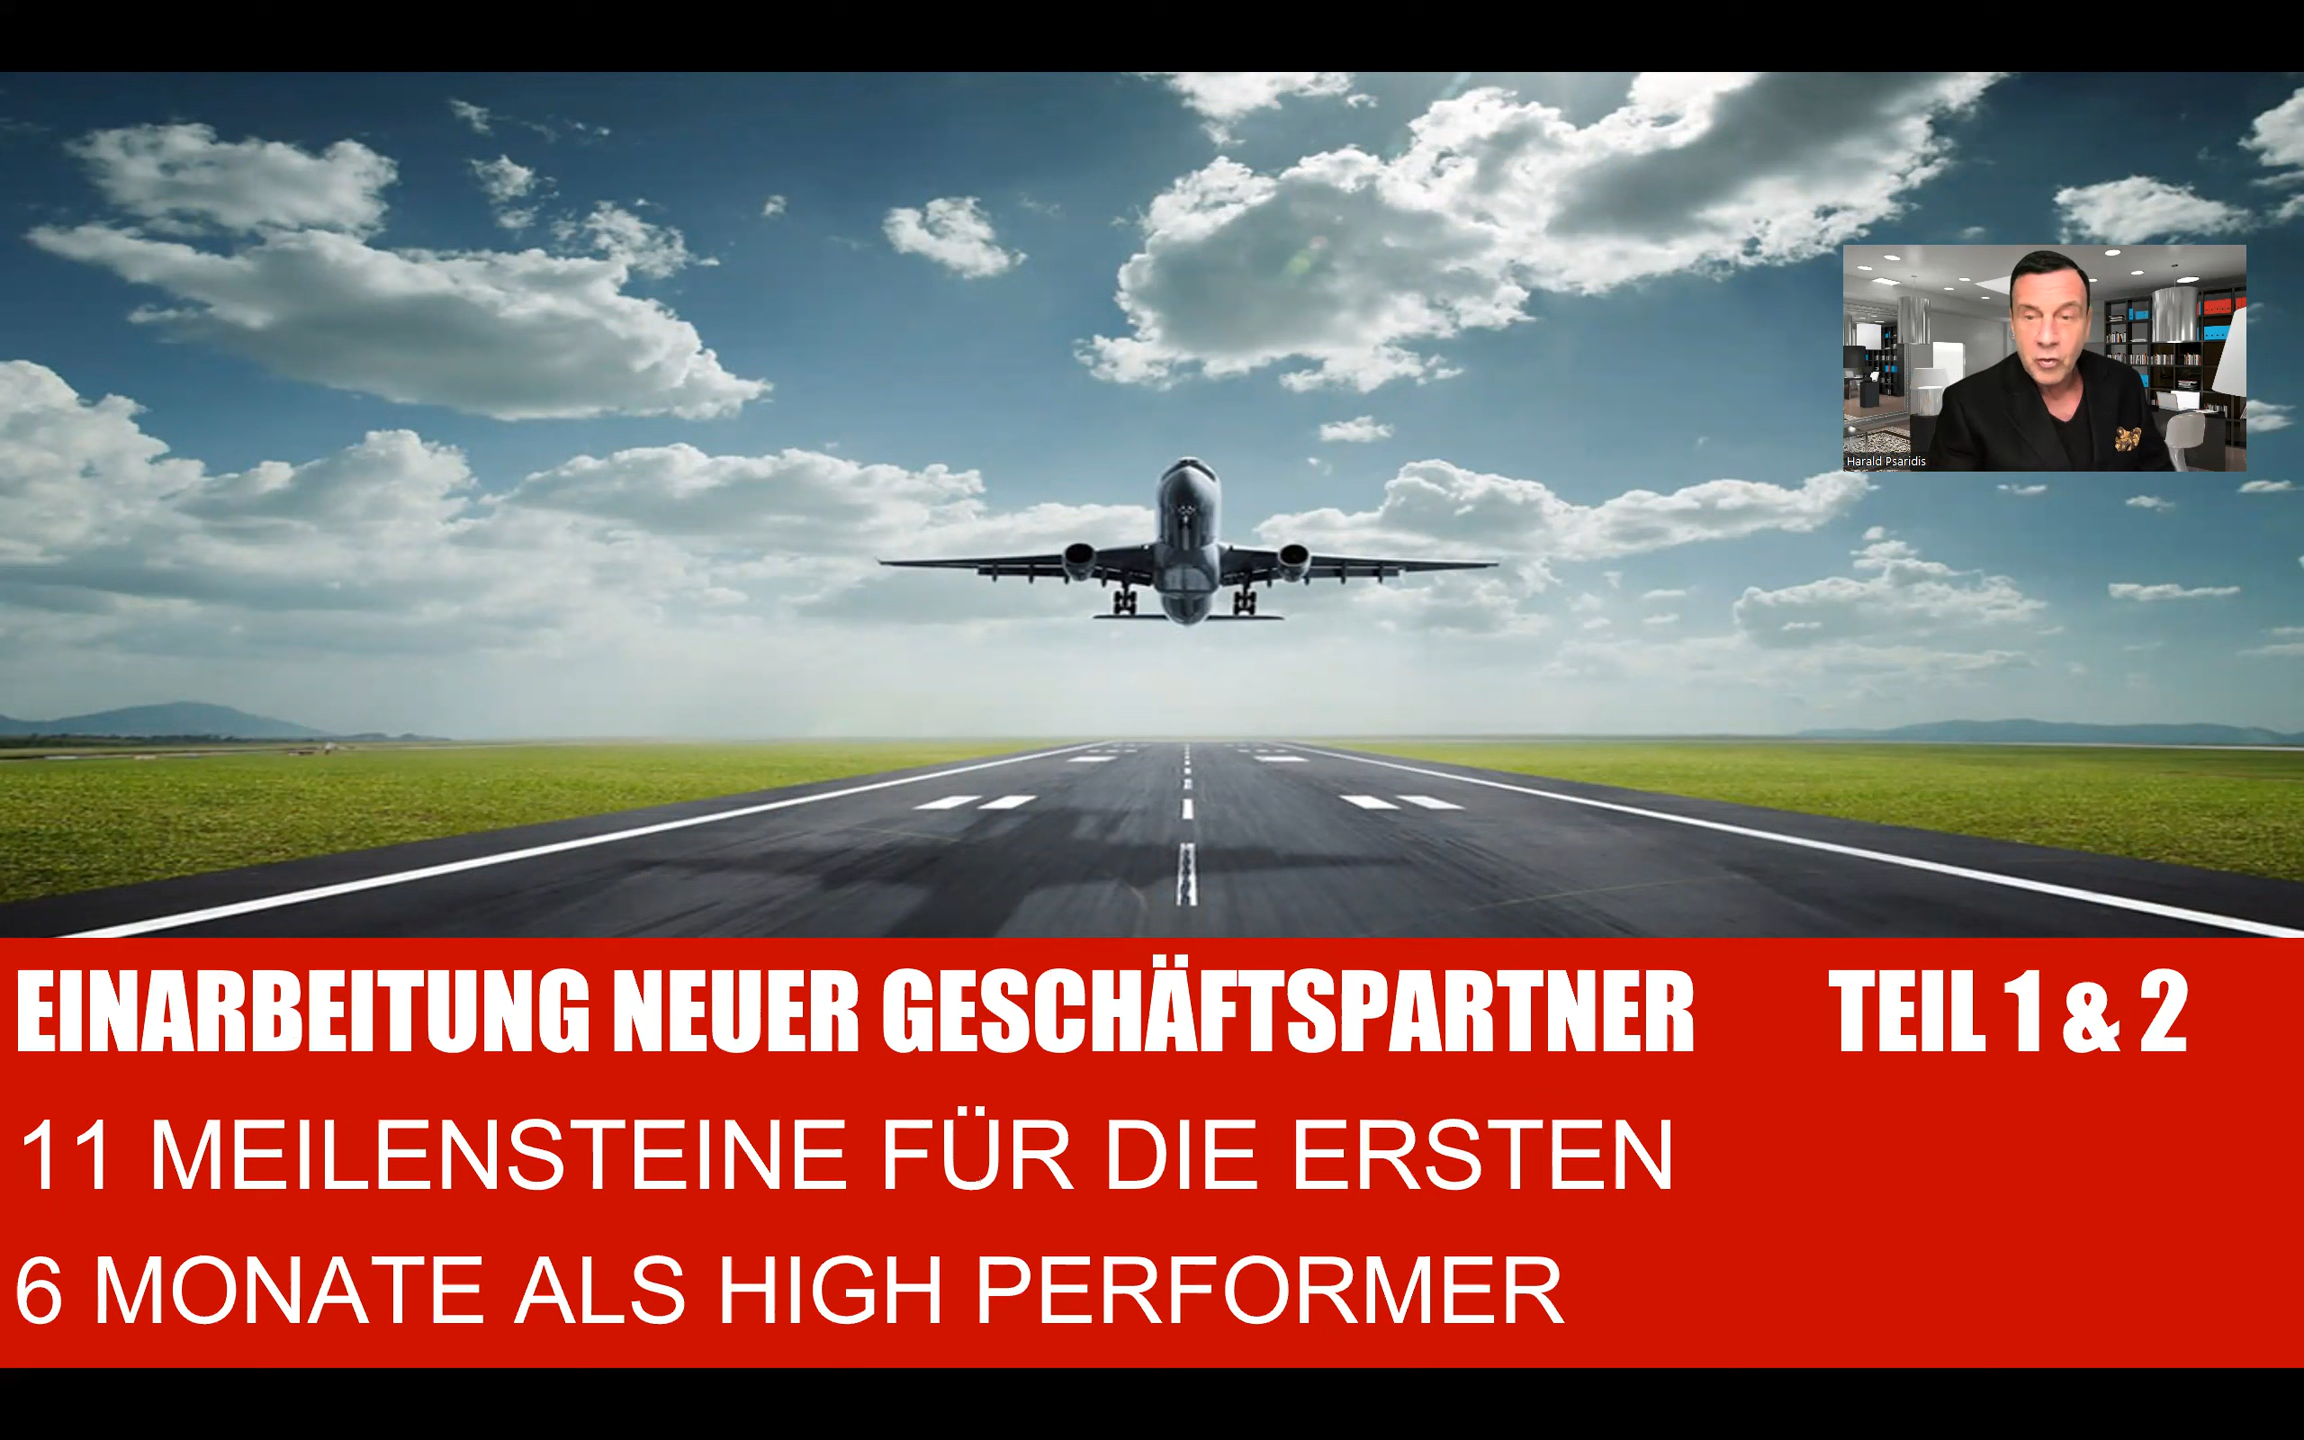 Harald Psaridis
EINARBEITUNG NEUER GESCHÄFTSPARTNER TEIL 1 & 2
11 MEILENSTEINE FÜR DIE ERSTEN
6 MONATE ALS HIGH PERFORMER